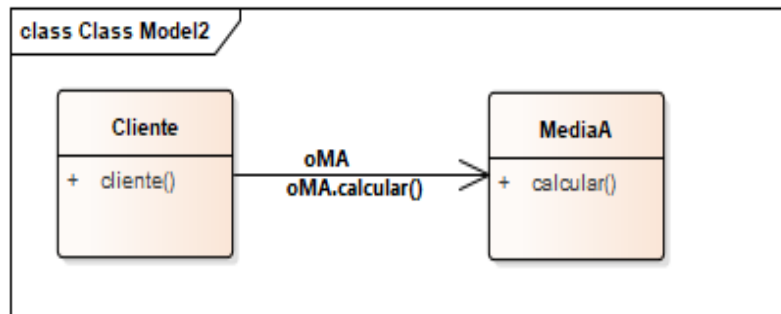 class Class Model2
Cliente
+ cliente()
oMA
oMA.calcular()
MediaA
+ calcular()